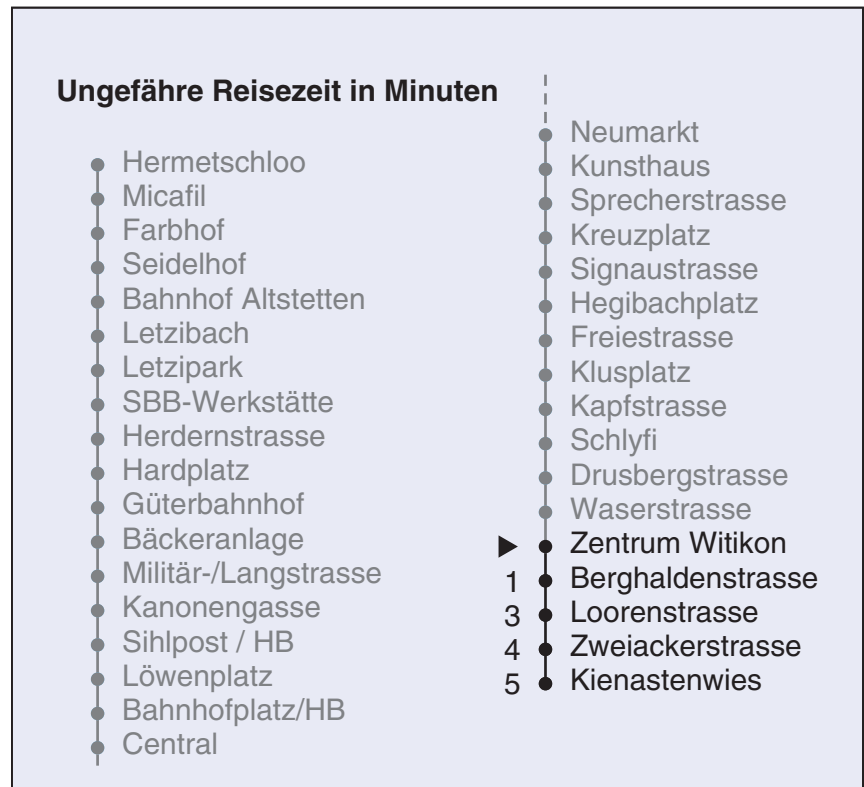 Ungefähre Reisezeit in Minuten
Hermetschloo
Micafil
Farbhof
Seidelhof
Bahnhof Altstetten
Letzibach
Letzipark
SBB-Werkstätte
Herdernstrasse
Hardplatz
Güterbahnhof
Bäckeranlage
Militär-/Langstrasse
Kanonengasse
Sihlpost / HB
Löwenplatz
Bahnhofplatz/HB
Central
Neumarkt
Kunsthaus
Sprecherstrasse
Kreuzplatz
Signaustrasse
Hegibachplatz
Freiestrasse
Klusplatz
Kapfstrasse
Schlyfi
Drusbergstrasse
Waserstrasse
Zentrum Witikon
1 Berghaldenstrasse
3 Loorenstrasse
4 Zweiackerstrasse
5 Kienastenwies